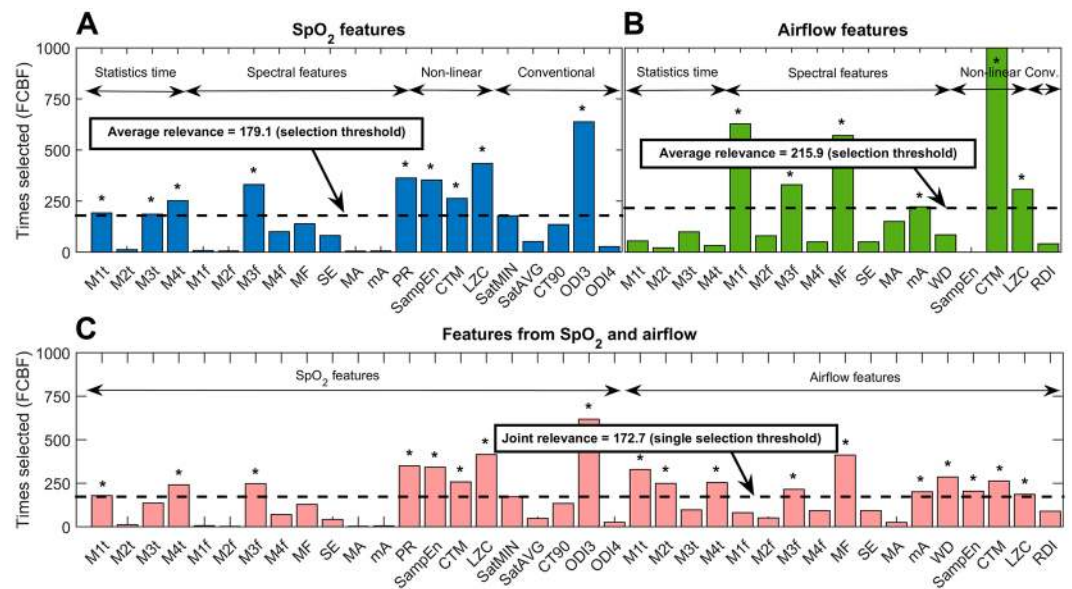 A
SpO2 features
Times selected (FCBF)
1000
750
500
250
0
Statistics time
Spectral features
Non-linear
Conventional
Average relevance = 179.1 (selection threshold)
* * * * * * * * *
M1t M2t M3t M4t M1f M2f M3f M4f MF SE MA mA PR SampEn CTM LZC SatMIN SatAVG CT90 ODI3 ODI4
B
Airflow features
Statistics time
Spectral features
Non-linear Conv.
Average relevance = 215.9 (selection threshold)
* * * * * *
M1t M2t M3t M4t M1f M2f M3f M4f MF SE MA mA WD SampEn CTM LZC RDI
C
Features from SpO2 and airflow
Times selected (FCBF)
1000
750
500
250
0
SpO2 features
Airflow features
Joint relevance = 172.7 (single selection threshold)
* * * * * * * * * * * * * * * * *
M1t M2t M3t M4t M1f M2f M3f M4f MF SE MA mA PR SampEn CTM LZC SatMIN SatAVG CT90 ODI3 ODI4 M1t M2t M3t M4t M1f M2f M3f M4f MF SE MA mA WD SampEn CTM LZC RDI